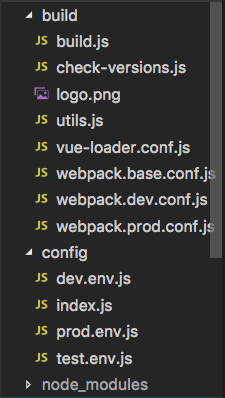 build
JS build.js
JS check-versions.js
logo.png
JS utils.js
JS vue-loader.conf.js
JS webpack.base.conf.js
JS webpack.dev.conf.js
JS webpack.prod.conf.js
config
JS dev.env.js
JS index.js
JS prod.env.js
JS test.env.js
node_modules